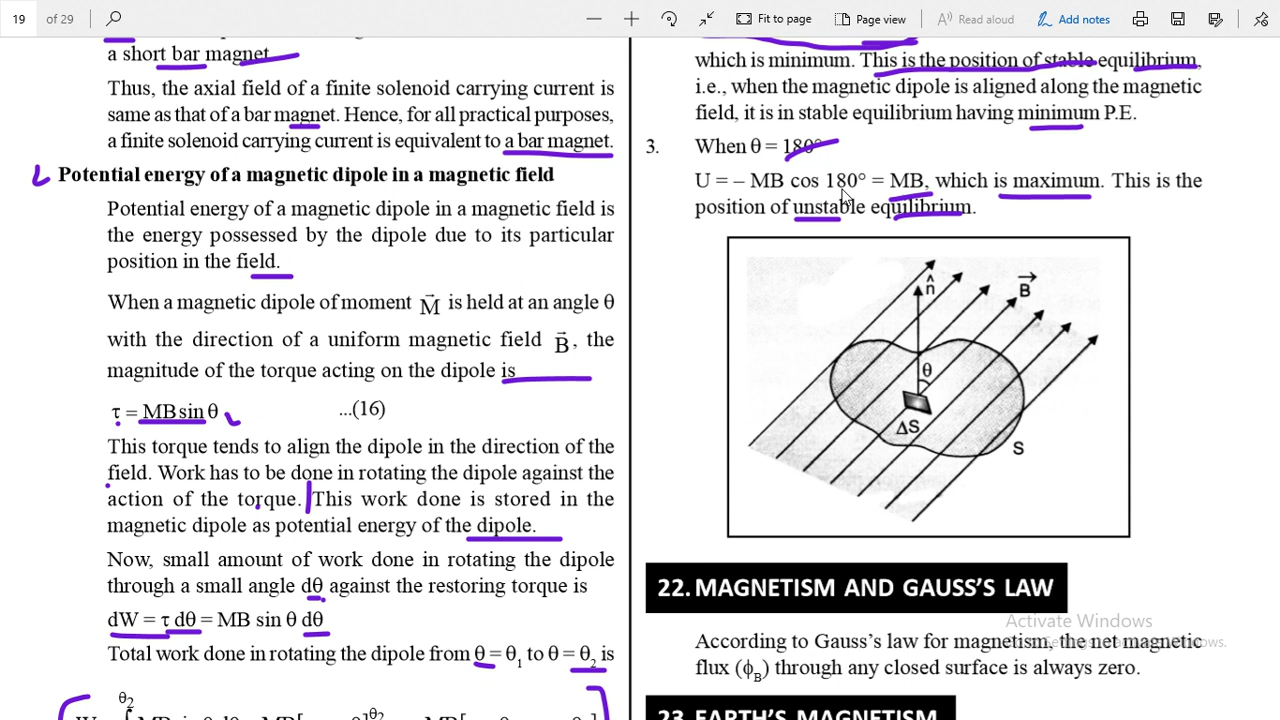 19 of 29
Fit to page
Page view
Read aloud
Add notes
a short bar magnet
Thus, the axial field of a finite solenoid carrying current is
same as that of a bar magnet. Hence, for all practical purposes,
a finite solenoid carrying current is equivalent to a bar magnet.
Potential energy of a magnetic dipole in a magnetic field
Potential energy of a magnetic dipole in a magnetic field is
the energy possessed by the dipole due to its particular
position in the field.
When a magnetic dipole of moment M⃗ is held at an angle θ
with the direction of a uniform magnetic field B⃗, the
magnitude of the torque acting on the dipole is
τ = MB sin θ ...(16)
This torque tends to align the dipole in the direction of the
field. Work has to be done in rotating the dipole against the
action of the torque. This work done is stored in the
magnetic dipole as potential energy of the dipole.
Now, small amount of work done in rotating the dipole
through a small angle dθ against the restoring torque is
dW = τ dθ = MB sin θ dθ
Total work done in rotating the dipole from θ = θ₁ to θ = θ₂ is
which is minimum. This is the position of stable equilibrium,
i.e., when the magnetic dipole is aligned along the magnetic
field, it is in stable equilibrium having minimum P.E.
3. When θ = 180°
U = – MB cos 180° = MB, which is maximum. This is the
position of unstable equilibrium.
n̂
B⃗
θ
ΔS
S
22. MAGNETISM AND GAUSS'S LAW
Activate Windows
According to Gauss's law for magnetism, the net magnetic
flux (ϕ_B) through any closed surface is always zero.
23. EARTH'S MAGNETISM